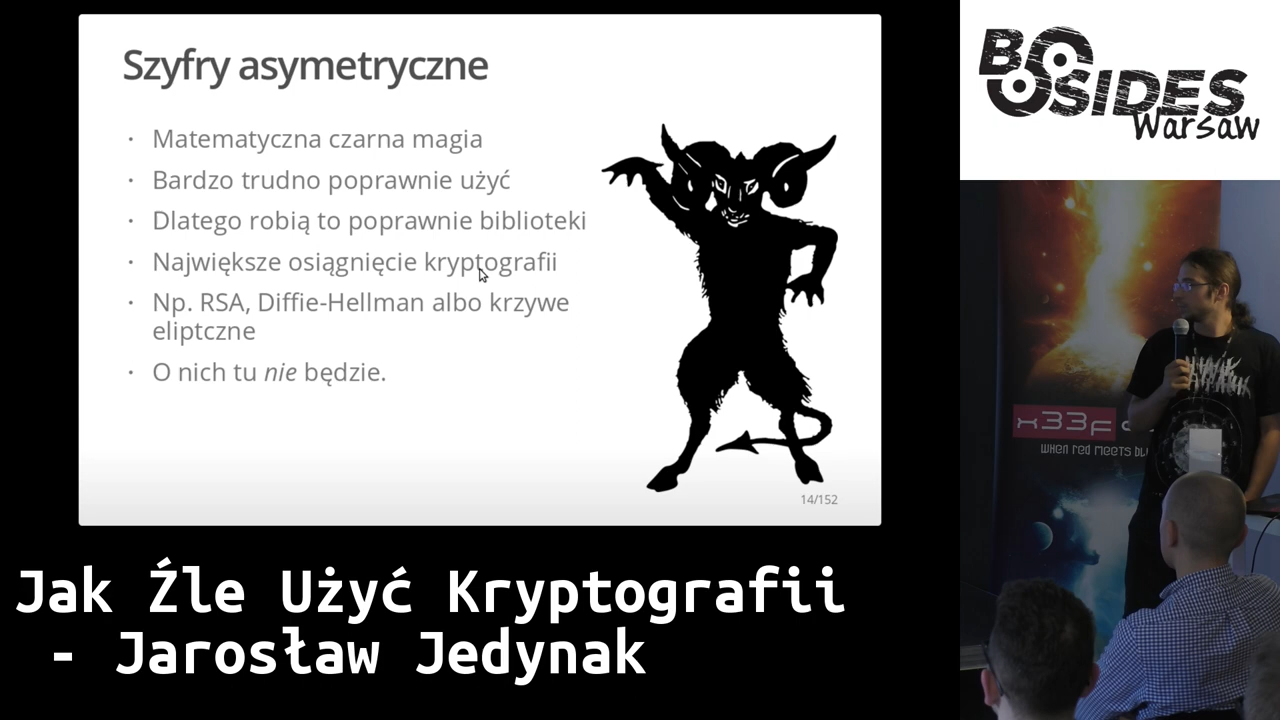 Szyfry asymetryczne
· Matematyczna czarna magia
· Bardzo trudno poprawnie użyć
· Dlatego robią to poprawnie biblioteki
· Największe osiągnięcie kryptografii
· Np. RSA, Diffie-Hellman albo krzywe
eliptczne
· O nich tu nie będzie.
14/152
Jak Źle Użyć Kryptografii
- Jarosław Jedynak
BSIDES
Warsaw
x33f
when red meets bl